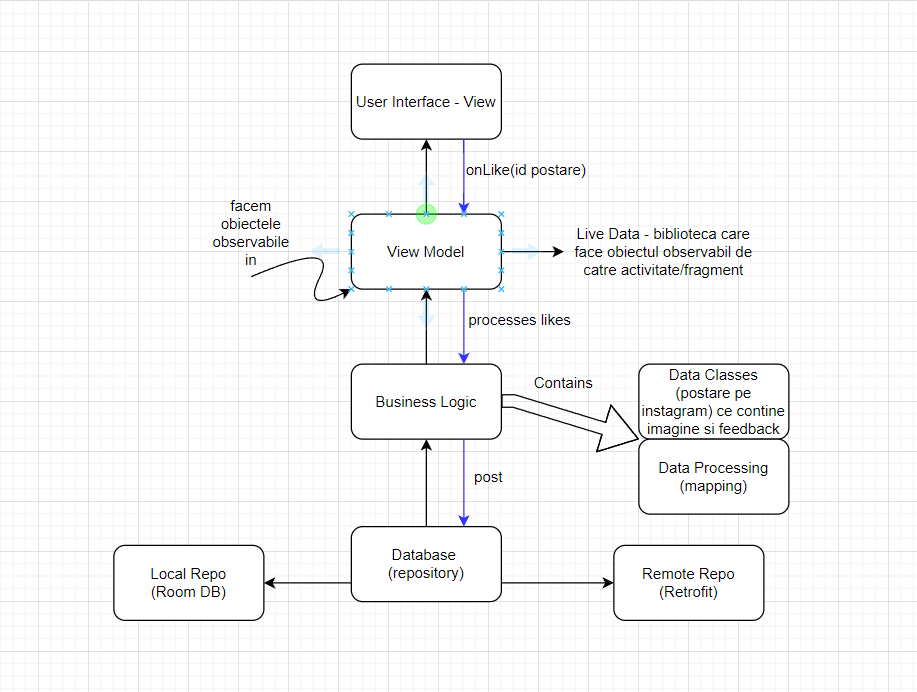 User Interface - View
onLike(id postare)
facem
obiectele
observabile
in
View Model
Live Data - biblioteca care
face obiectul observabil de
catre activitate/fragment
processes likes
Business Logic
Contains
Data Classes
(postare pe
instagram) ce contine
imagine si feedback
Data Processing
(mapping)
post
Database
(repository)
Local Repo
(Room DB)
Remote Repo
(Retrofit)